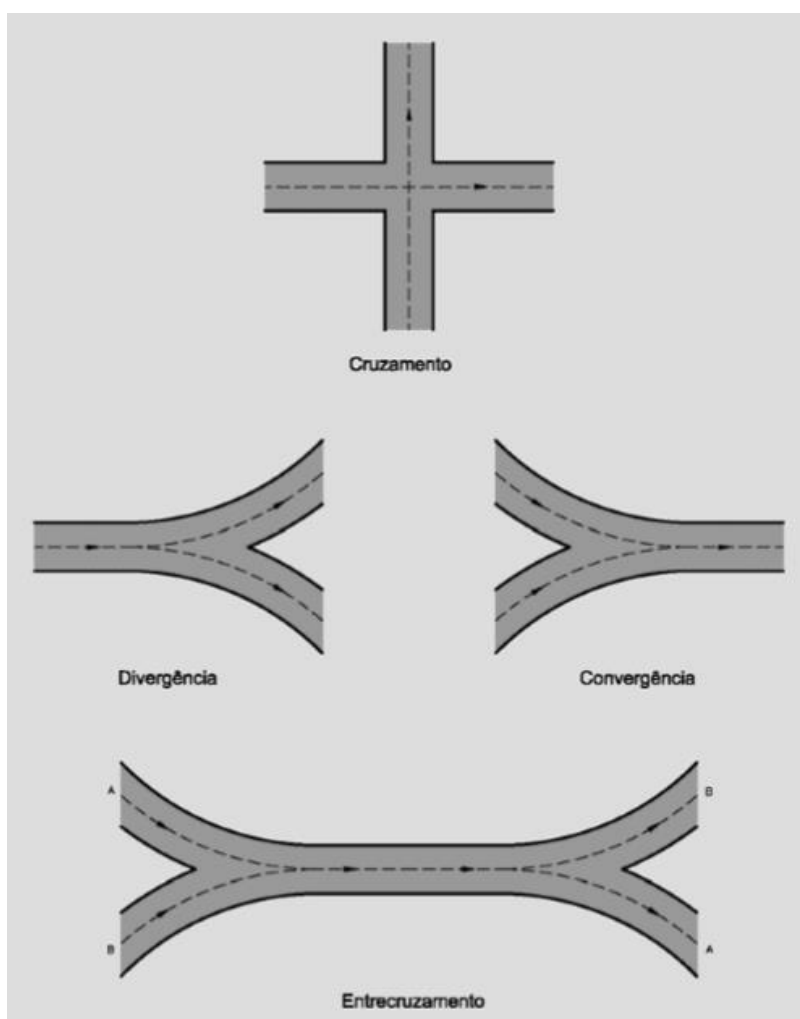 Cruzamento
Divergência
Convergência
A
B
B
A
Entrecruzamento